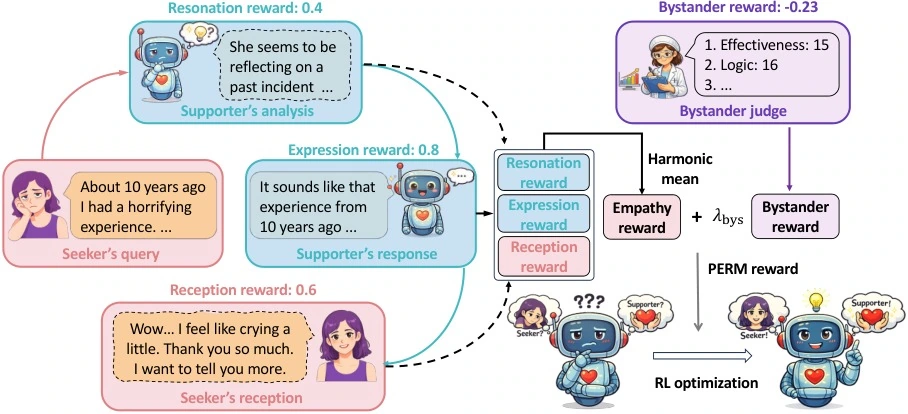 Resonation reward: 0.4
She seems to be
reflecting on a
past incident ...
Supporter's analysis
Bystander reward: -0.23
1. Effectiveness: 15
2. Logic: 16
3. ...
Bystander judge
About 10 years ago
I had a horrifying
experience. ...
Seeker's query
Expression reward: 0.8
It sounds like that
experience from
10 years ago ...
...
Supporter's response
Resonation
reward
Expression
reward
Reception
reward
Harmonic
mean
Empathy
reward
+ λbys
Bystander
reward
PERM reward
Reception reward: 0.6
Wow... I feel like crying a
little. Thank you so much.
I want to tell you more.
Seeker's reception
Seeker?
???
Supporter?
RL optimization
Seeker!
Supporter!